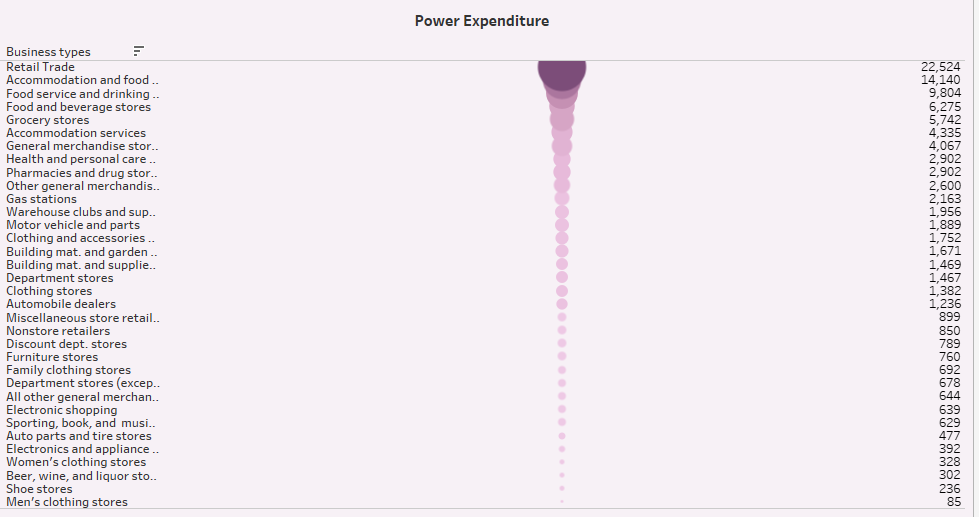 Power Expenditure
Business types
Retail Trade 22,524
Accommodation and food .. 14,140
Food service and drinking .. 9,804
Food and beverage stores 6,275
Grocery stores 5,742
Accommodation services 4,335
General merchandise stor.. 4,067
Health and personal care .. 2,902
Pharmacies and drug stor.. 2,902
Other general merchandis.. 2,600
Gas stations 2,163
Warehouse clubs and sup.. 1,956
Motor vehicle and parts 1,889
Clothing and accessories .. 1,752
Building mat. and garden .. 1,671
Building mat. and supplie.. 1,469
Department stores 1,467
Clothing stores 1,382
Automobile dealers 1,236
Miscellaneous store retail.. 899
Nonstore retailers 850
Discount dept. stores 789
Furniture stores 760
Family clothing stores 692
Department stores (excep.. 678
All other general merchan.. 644
Electronic shopping 639
Sporting, book, and musi.. 629
Auto parts and tire stores 477
Electronics and appliance .. 392
Women’s clothing stores 328
Beer, wine, and liquor sto.. 302
Shoe stores 236
Men’s clothing stores 85